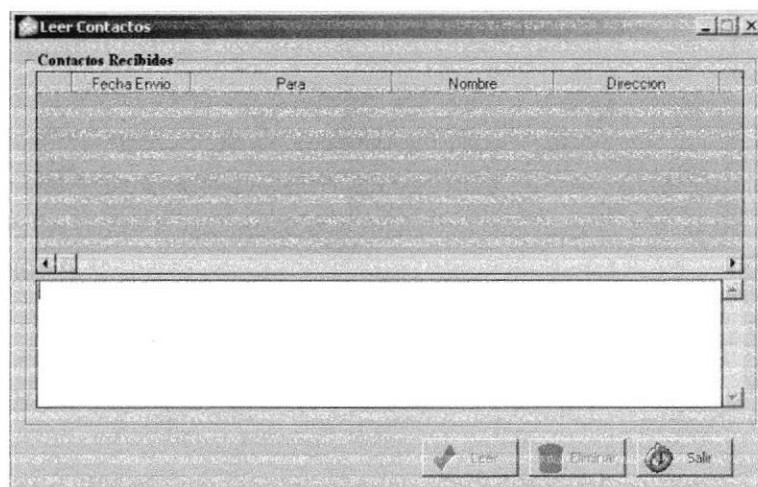 Leer Contactos
Contactos Recibidos
Fecha Envio Para Nombre Direccion
Leer Eliminar Salir